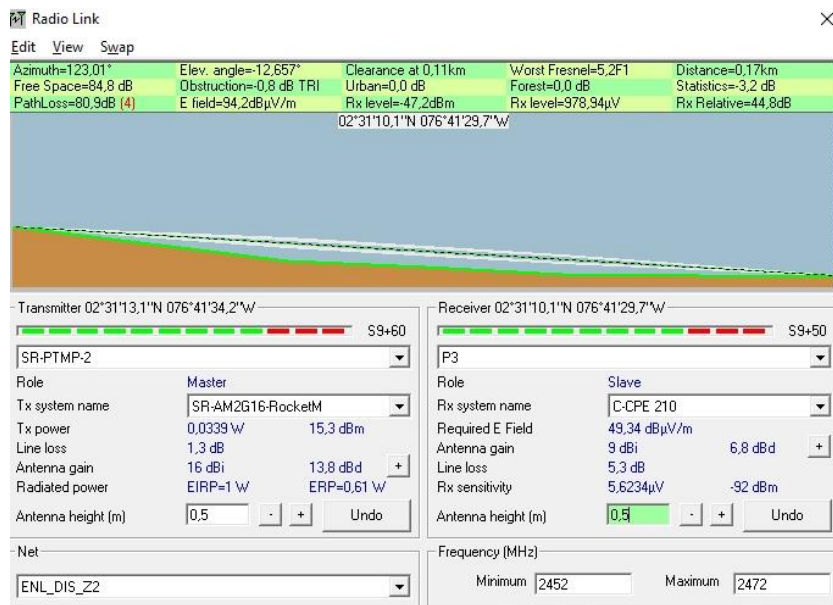 Radio Link
Edit View Swap
Azimuth=123,01° Elev. angle=-12,657° Clearance at 0,11km Worst Fresnel=5,2F1 Distance=0,17km
Free Space=84,8 dB Obstruction=-0,8 dB TRI Urban=0,0 dB Forest=0,0 dB Statistics=-3,2 dB
PathLoss=80,9dB (4) E field=94,2dBµV/m Rx level=-47,2dBm Rx level=978,94µV Rx Relative=44,8dB
02°31'10,1"N 076°41'29,7"W
Transmitter 02°31'13,1"N 076°41'34,2"W
S9+60
SR-PTMP-2
Role Master
Tx system name SR-AM2G16-RocketM
Tx power 0,0339 W 15,3 dBm
Line loss 1,3 dB
Antenna gain 16 dBi 13,8 dBd +
Radiated power EIRP=1 W ERP=0,61 W
Antenna height (m) 0,5 - + Undo
Net
ENL_DIS_Z2
Receiver 02°31'10,1"N 076°41'29,7"W
S9+50
P3
Role Slave
Rx system name C-CPE 210
Required E Field 49,34 dBµV/m
Antenna gain 9 dBi 6,8 dBd +
Line loss 5,3 dB
Rx sensitivity 5,6234µV -92 dBm
Antenna height (m) 0,5 - + Undo
Frequency (MHz)
Minimum 2452 Maximum 2472